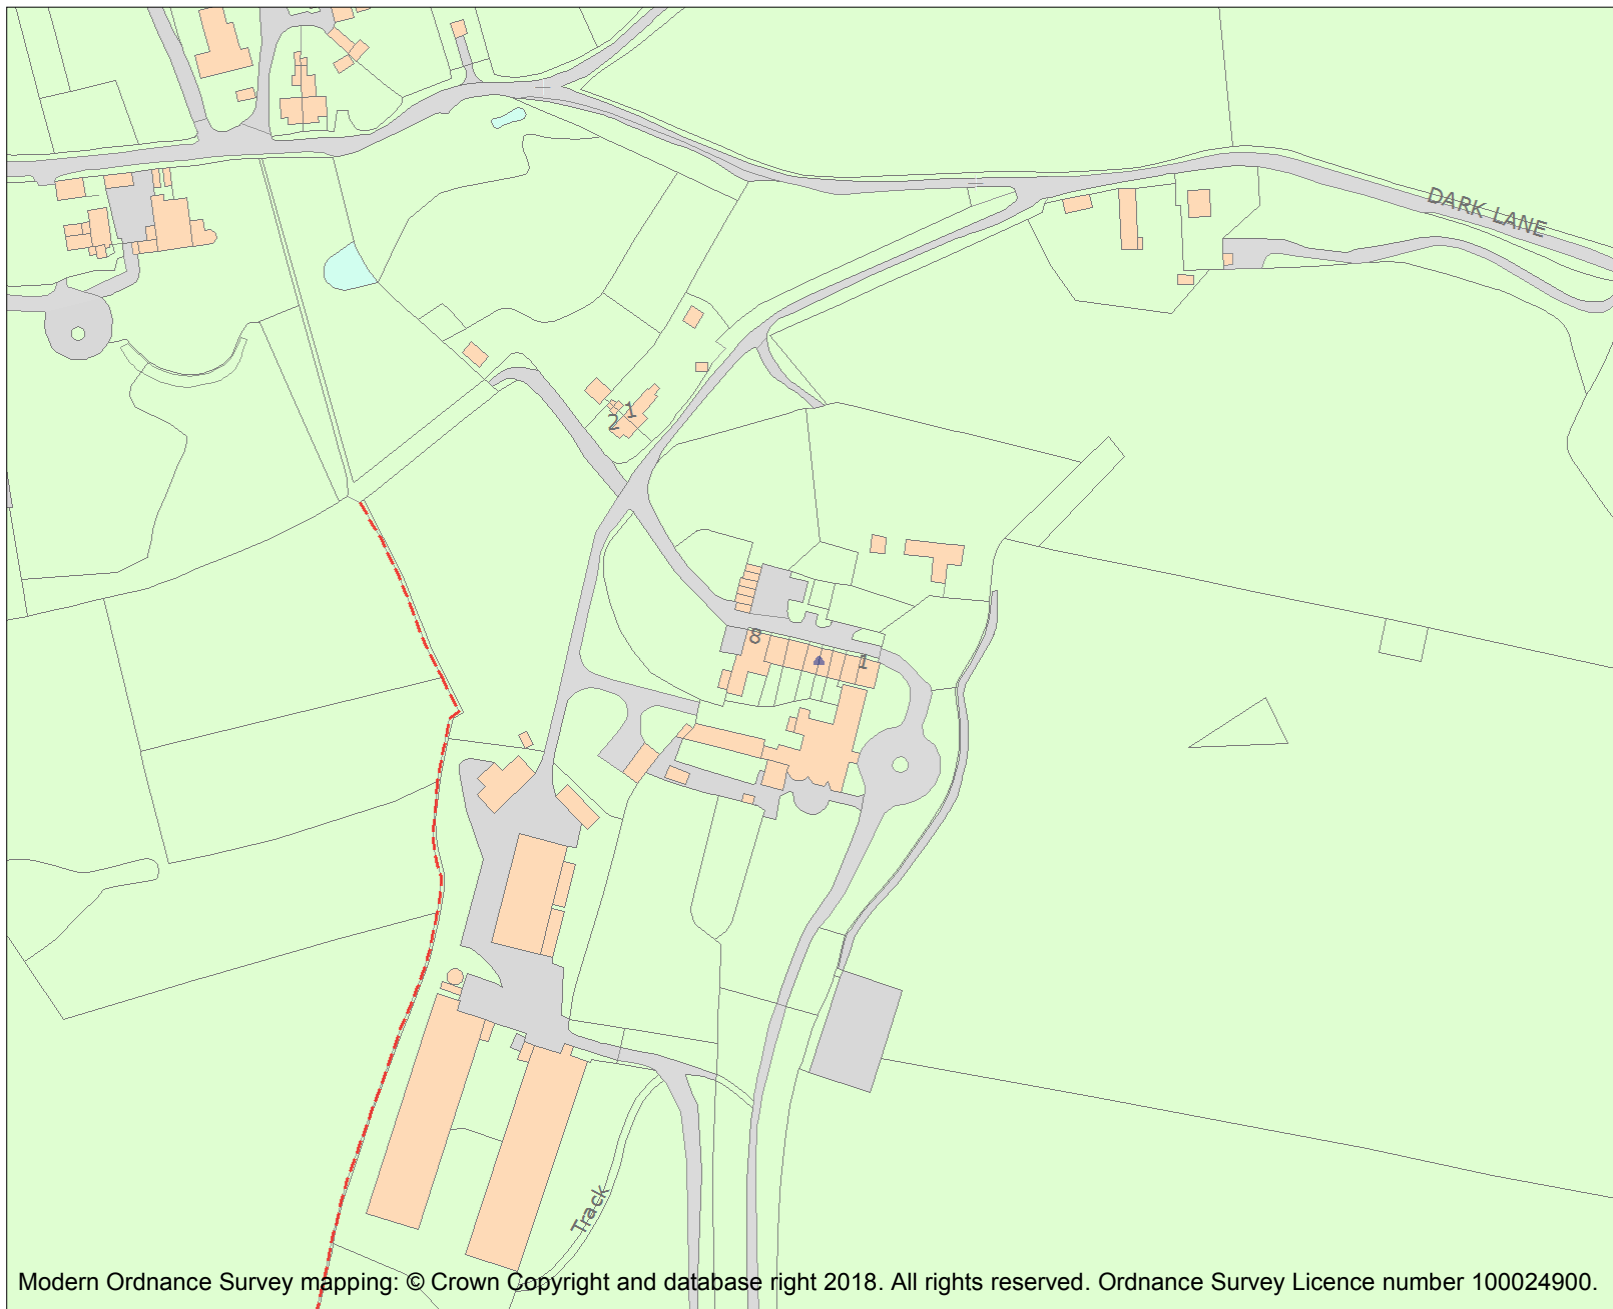 DARK LANE
1
2
8
1
Track
Modern Ordnance Survey mapping: © Crown Copyright and database right 2018. All rights reserved. Ordnance Survey Licence number 100024900.